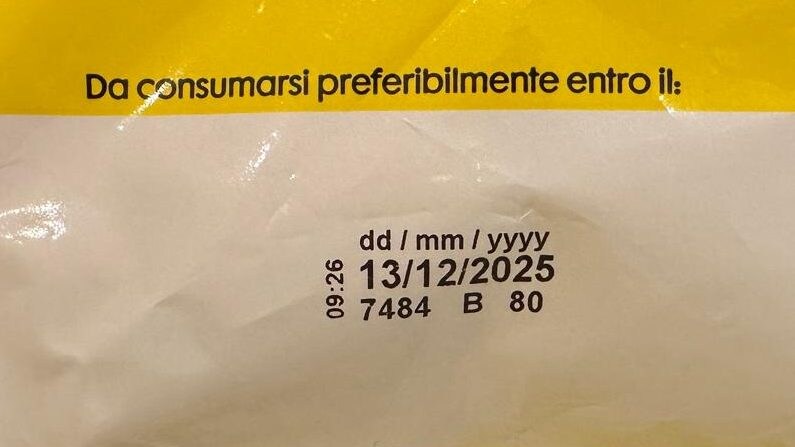 Da consumarsi preferibilmente entro il:
dd / mm / yyyy
09:26
13/12/2025
7484 B 80